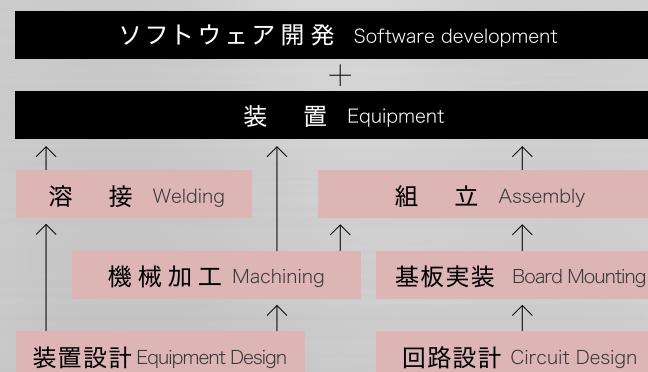 ソフトウェア開発 Software development
+
装 置 Equipment
溶 接 Welding
組 立 Assembly
機械加工 Machining
基板実装 Board Mounting
装置設計 Equipment Design
回路設計 Circuit Design